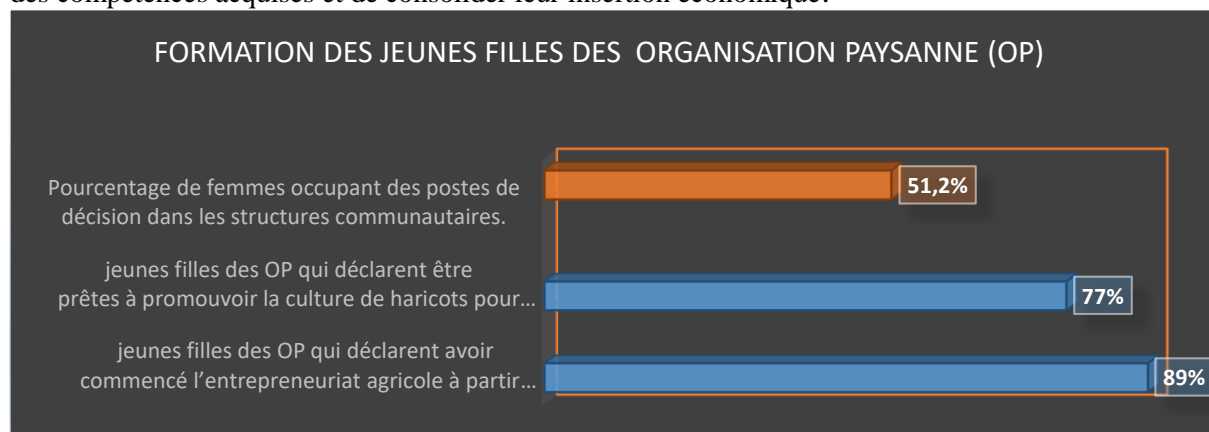 des compétences acquises et de consolider leur insertion économique.
FORMATION DES JEUNES FILLES DES ORGANISATION PAYSANNE (OP)
Pourcentage de femmes occupant des postes de
décision dans les structures communautaires.
51,2%
jeunes filles des OP qui déclarent être
prêtes à promouvoir la culture de haricots pour...
77%
jeunes filles des OP qui déclarent avoir
commencé l’entrepreneuriat agricole à partir...
89%